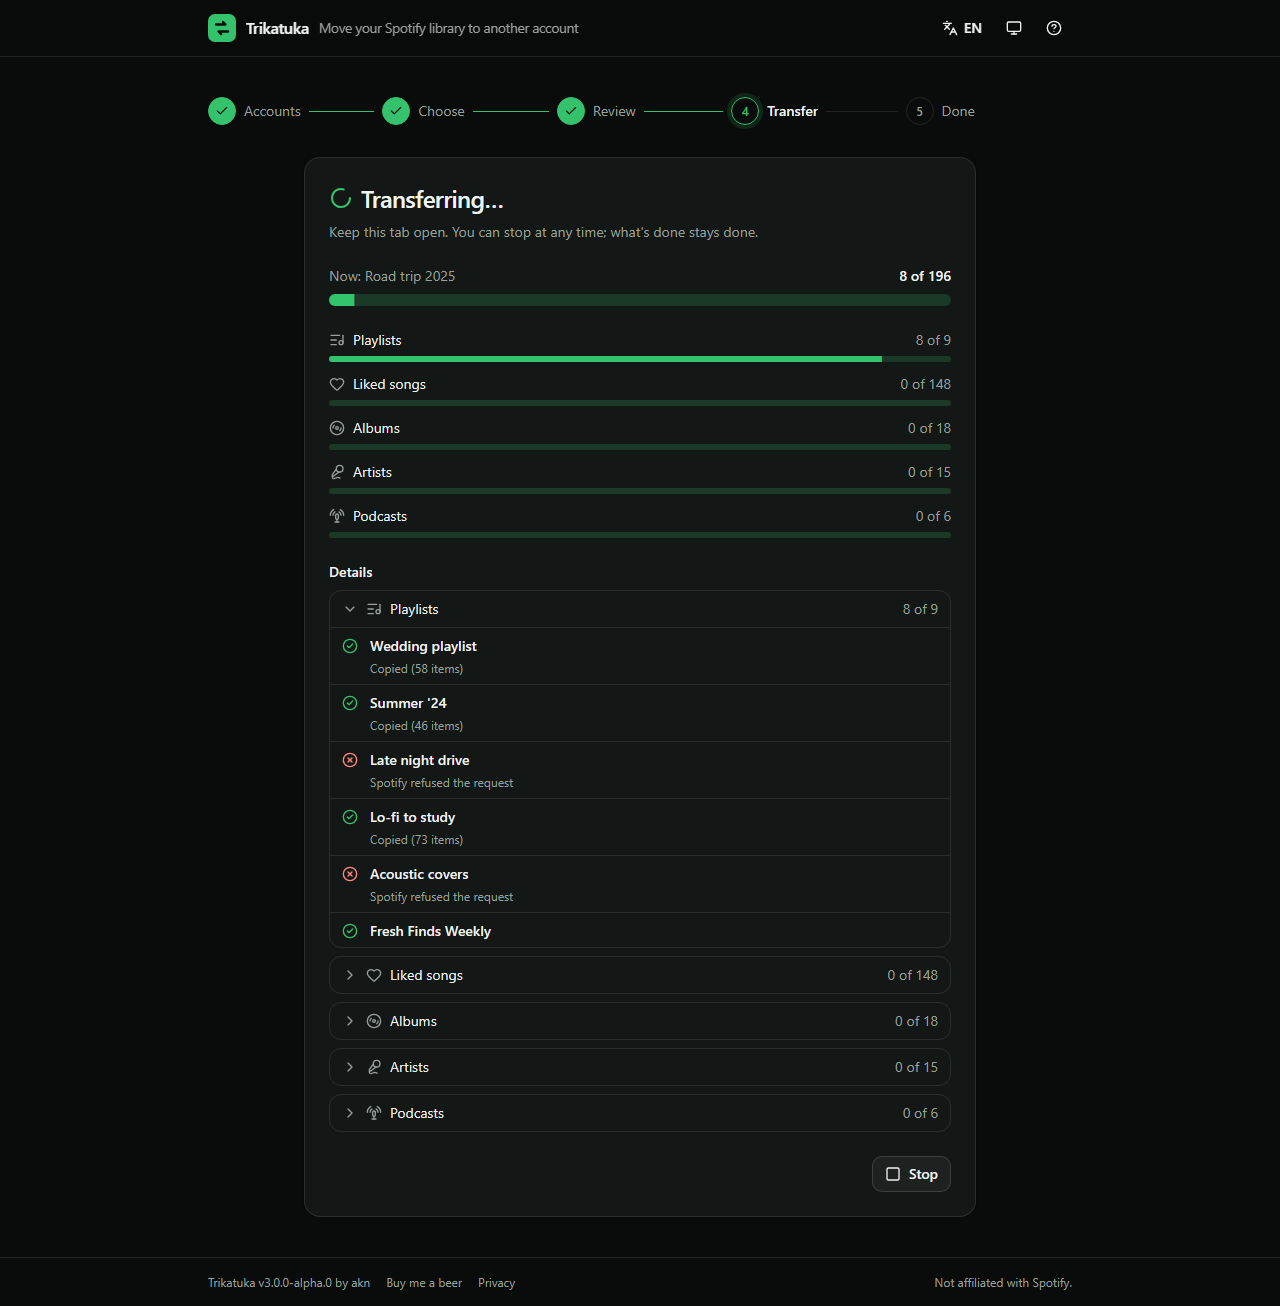 Trikatuka Move your Spotify library to another account EN
Accounts Choose Review 4 Transfer 5 Done
Transferring...
Keep this tab open. You can stop at any time; what's done stays done.
Now: Road trip 2025 8 of 196
Playlists 8 of 9
Liked songs 0 of 148
Albums 0 of 18
Artists 0 of 15
Podcasts 0 of 6
Details
Playlists 8 of 9
Wedding playlist
Copied (58 items)
Summer '24
Copied (46 items)
Late night drive
Spotify refused the request
Lo-fi to study
Copied (73 items)
Acoustic covers
Spotify refused the request
Fresh Finds Weekly
Liked songs 0 of 148
Albums 0 of 18
Artists 0 of 15
Podcasts 0 of 6
Stop
Trikatuka v3.0.0-alpha.0 by akn Buy me a beer Privacy Not affiliated with Spotify.